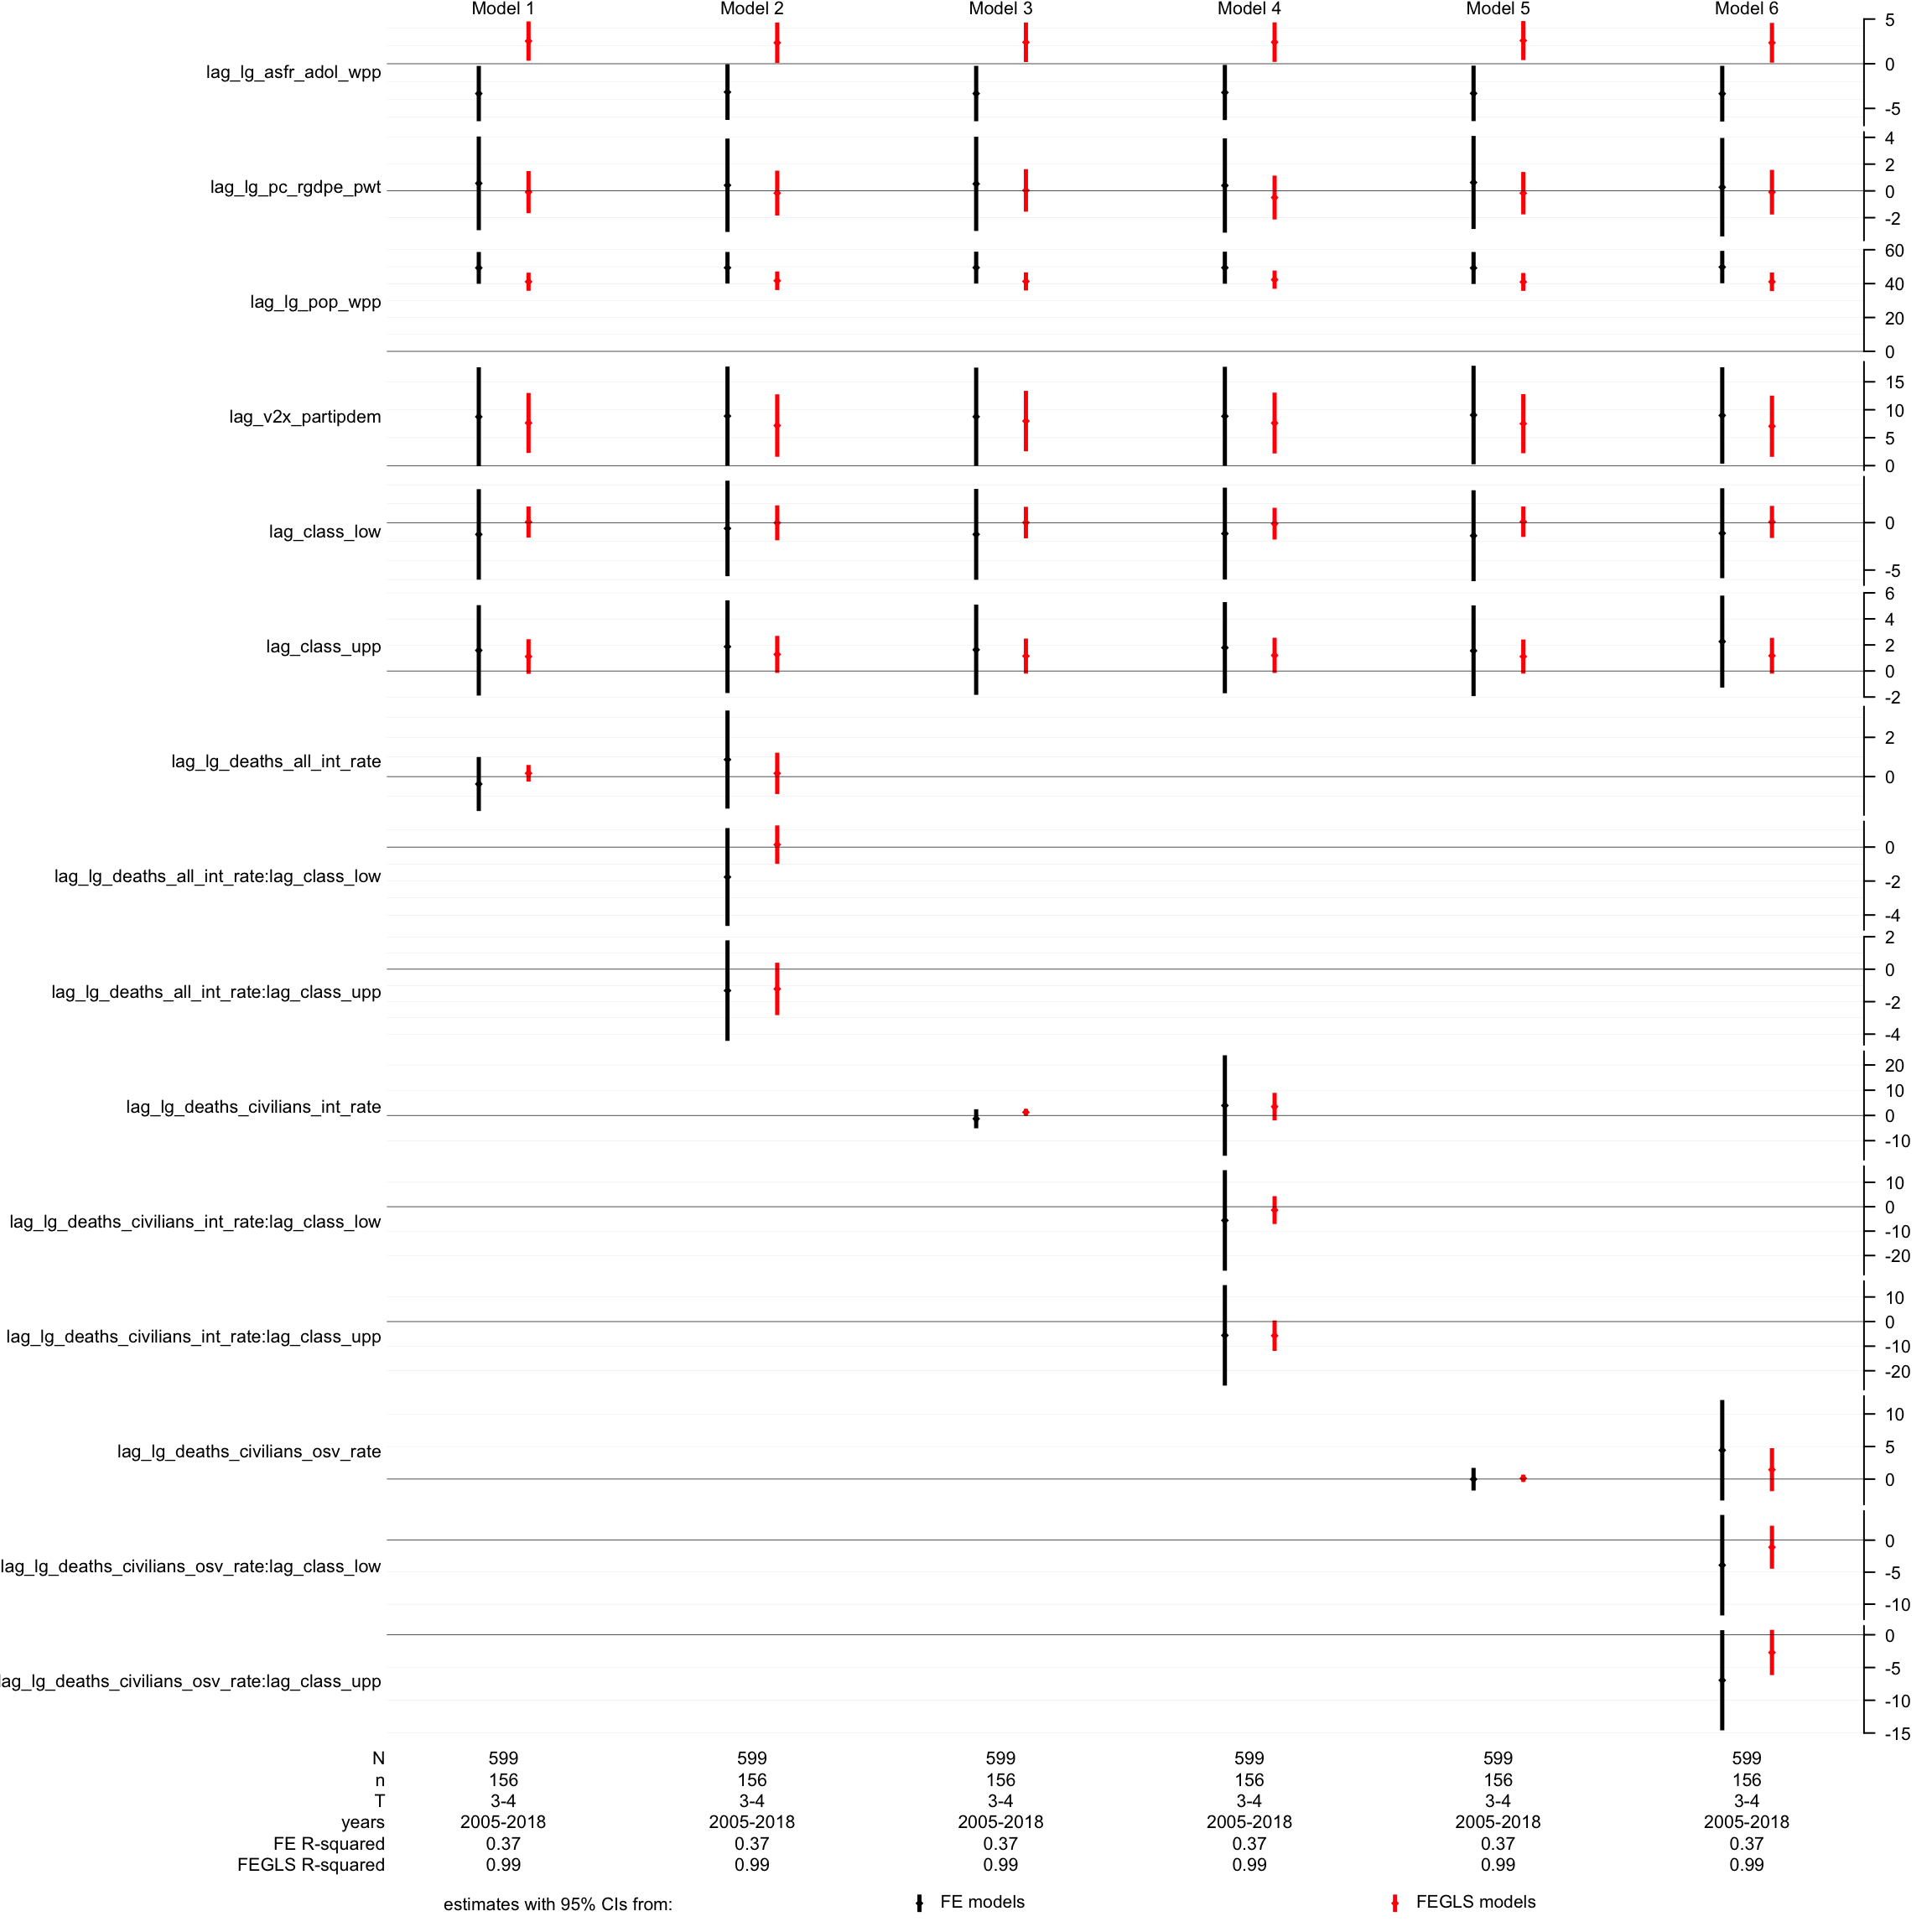 Model 1 Model 2 Model 3 Model 4 Model 5 Model 6
lag_lg_asfr_adol_wpp 5 0 -5
lag_lg_pc_rgdpe_pwt 4 2 0 -2
lag_lg_pop_wpp 60 40 20 0
lag_v2x_partipdem 15 10 5 0
lag_class_low 0 -5
lag_class_upp 6 4 2 0 -2
lag_lg_deaths_all_int_rate 2 0
lag_lg_deaths_all_int_rate:lag_class_low 0 -2 -4
lag_lg_deaths_all_int_rate:lag_class_upp 2 0 -2 -4
lag_lg_deaths_civilians_int_rate 20 10 0 -10
lag_lg_deaths_civilians_int_rate:lag_class_low 10 0 -10 -20
lag_lg_deaths_civilians_int_rate:lag_class_upp 10 0 -10 -20
lag_lg_deaths_civilians_osv_rate 10 5 0
lag_lg_deaths_civilians_osv_rate:lag_class_low 0 -5 -10
lag_lg_deaths_civilians_osv_rate:lag_class_upp 0 -5 -10 -15
N 599 599 599 599 599 599
n 156 156 156 156 156 156
T 3-4 3-4 3-4 3-4 3-4 3-4
years 2005-2018 2005-2018 2005-2018 2005-2018 2005-2018 2005-2018
FE R-squared 0.37 0.37 0.37 0.37 0.37 0.37
FEGLS R-squared 0.99 0.99 0.99 0.99 0.99 0.99
estimates with 95% CIs from: FE models FEGLS models